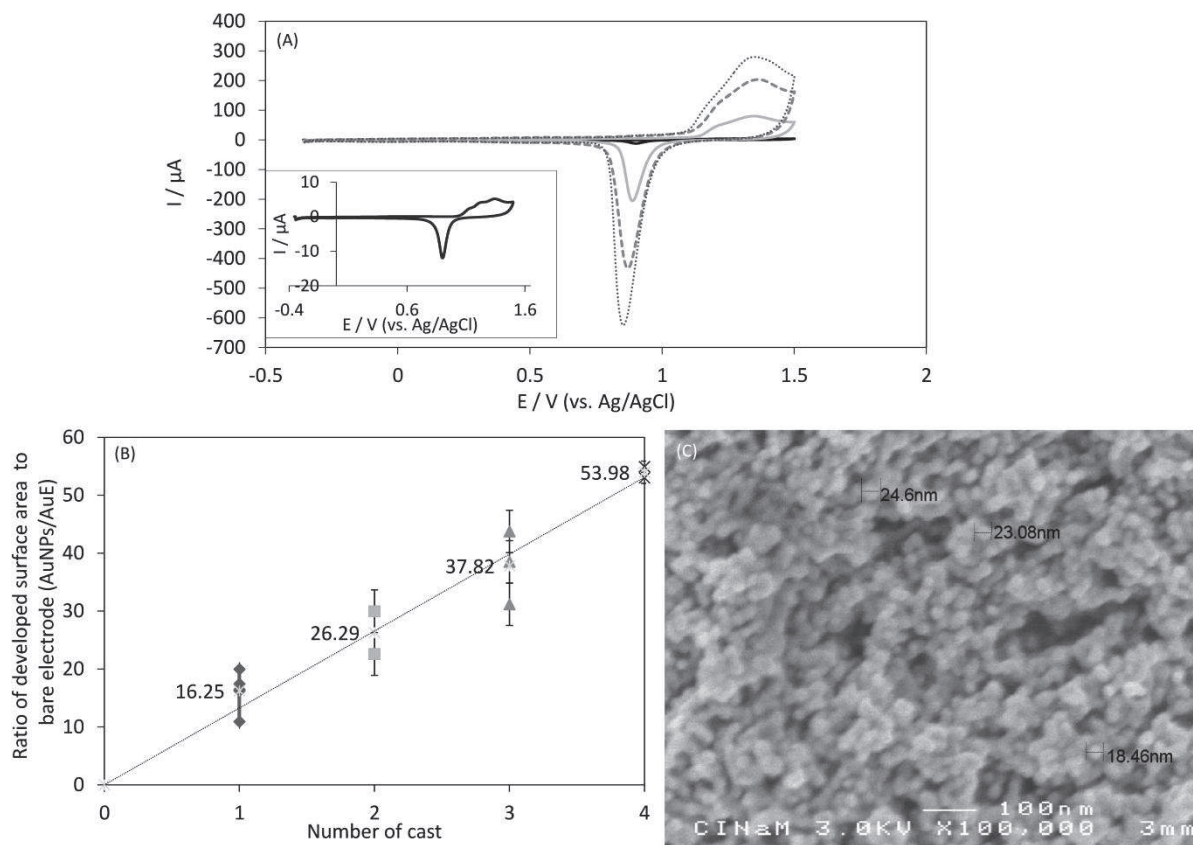 (A)
400
300
200
100
0
-100
-200
-300
-400
-500
-600
-700
I / µA
-0.5 0 0.5 1 1.5 2
E / V (vs. Ag/AgCl)
10
0
-10
-20
I / µA
-0.4 0.6 1.6
E / V (vs. Ag/AgCl)
(B)
Ratio of developed surface area to
bare electrode (AuNPs/AuE)
60
50
40
30
20
10
0
16.25
26.29
37.82
53.98
0 1 2 3 4
Number of cast
(C)
24.6nm
23.08nm
18.46nm
100nm
CINaM 3.0KV X100,000 3mm